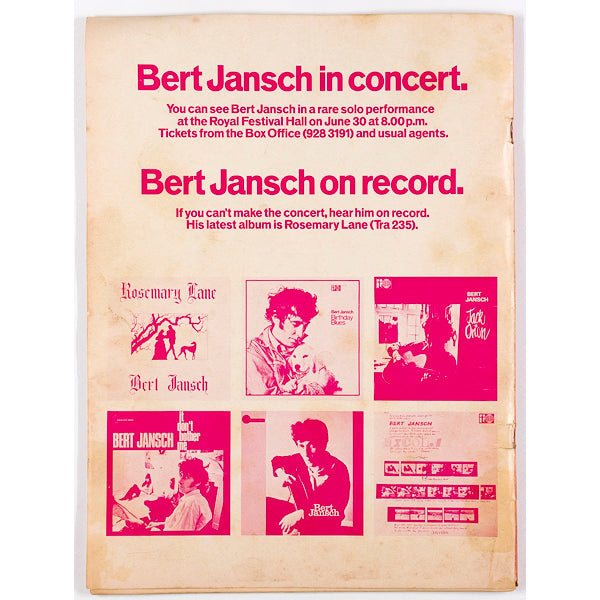 Bert Jansch in concert.
You can see Bert Jansch in a rare solo performance
at the Royal Festival Hall on June 30 at 8.00 p.m.
Tickets from the Box Office (928 3191) and usual agents.
Bert Jansch on record.
If you can't make the concert, hear him on record.
His latest album is Rosemary Lane (Tra 235).
Rosemary Lane
Bert Jansch
Bert Jansch
Birthday
Blues
BERT
JANSCH
Jack
Orion
BERT JANSCH
it
don't
bother
me
Bert
Jansch
BERT JANSCH